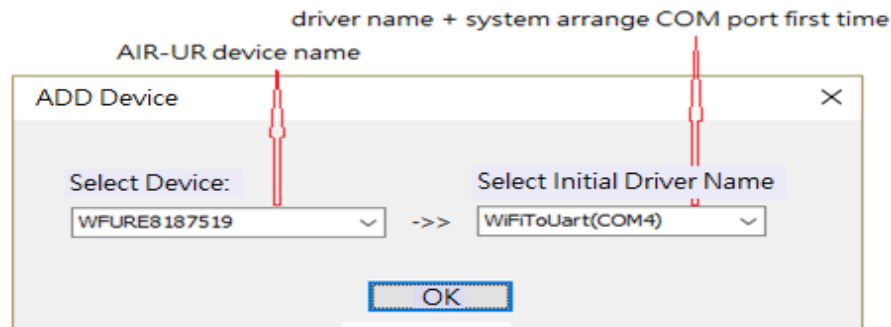 driver name + system arrange COM port first time
AIR-UR device name
ADD Device
Select Device:
Select Initial Driver Name
WFURE8187519
->>
WiFiToUart(COM4)
OK